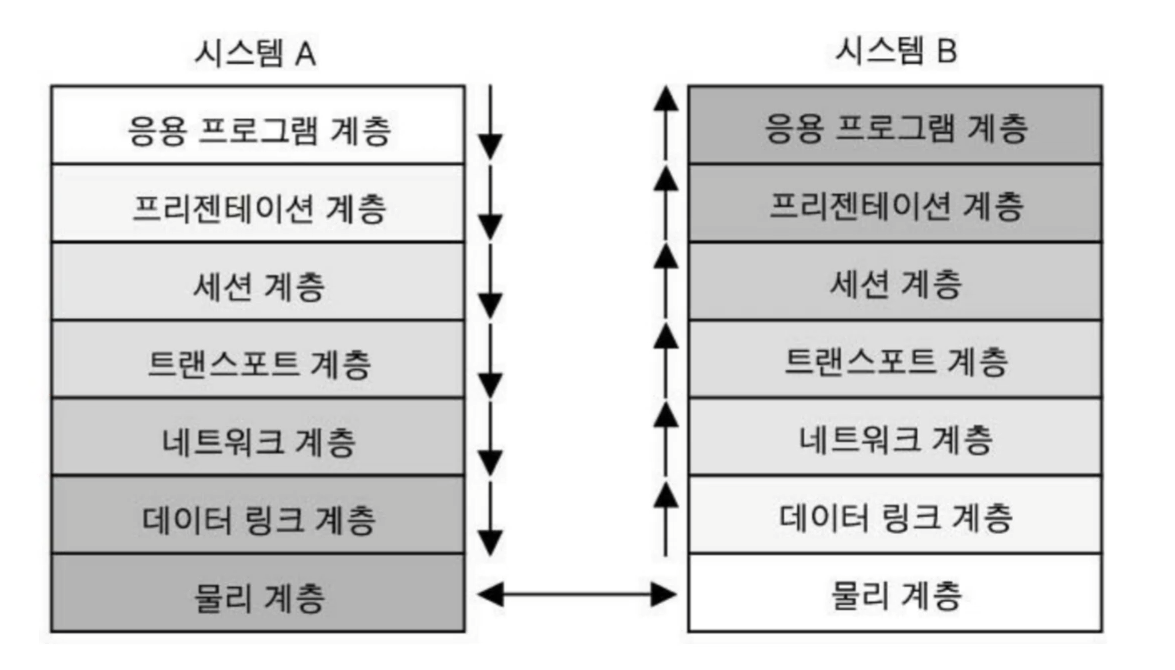 시스템 A
응용 프로그램 계층
프리젠테이션 계층
세션 계층
트랜스포트 계층
네트워크 계층
데이터 링크 계층
물리 계층
시스템 B
응용 프로그램 계층
프리젠테이션 계층
세션 계층
트랜스포트 계층
네트워크 계층
데이터 링크 계층
물리 계층